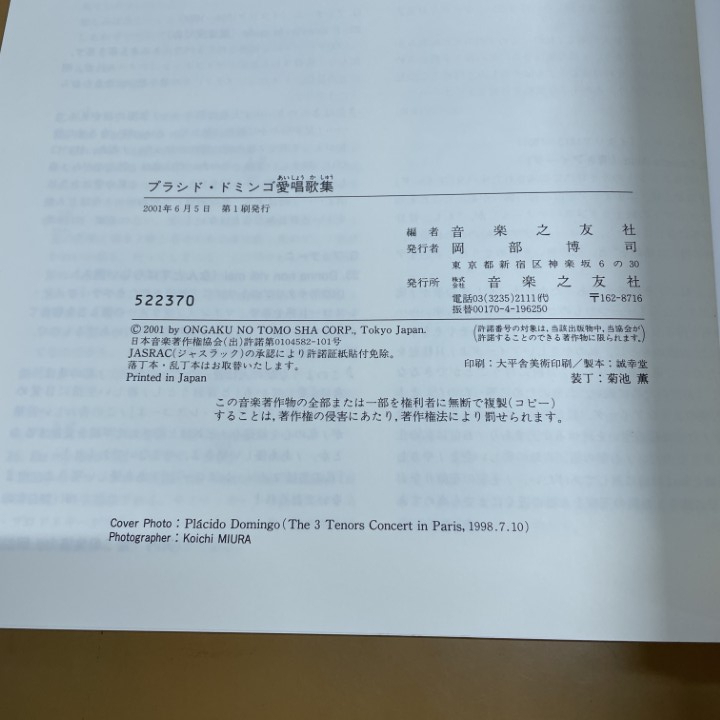 あいしょう か しゅう
プラシド・ドミンゴ愛唱歌集
2001年6月5日 第1刷発行
編者 音楽之友社
発行者 岡部博司
東京都新宿区神楽坂6の30
発行所 株式会社 音楽之友社
電話03(3235)2111代 〒162-8716
振替00170-4-196250
522370
©2001 by ONGAKU NO TOMO SHA CORP., Tokyo Japan.
日本音楽著作権協会(出)許諾第0104582-101号
JASRAC(ジャスラック)の承認により許諾証紙貼付免除。
落丁本・乱丁本はお取替いたします。
Printed in Japan
(許諾番号の対象は、当該出版物中、当協会が
許諾することのできる著作物に限られます。)
印刷:大平舎美術印刷/製本:誠幸堂
装丁:菊池 薫
この音楽著作物の全部または一部を権利者に無断で複製(コピー)
することは,著作権の侵害にあたり,著作権法により罰せられます。
Cover Photo : Plácido Domingo (The 3 Tenors Concert in Paris, 1998.7.10)
Photographer : Koichi MIURA